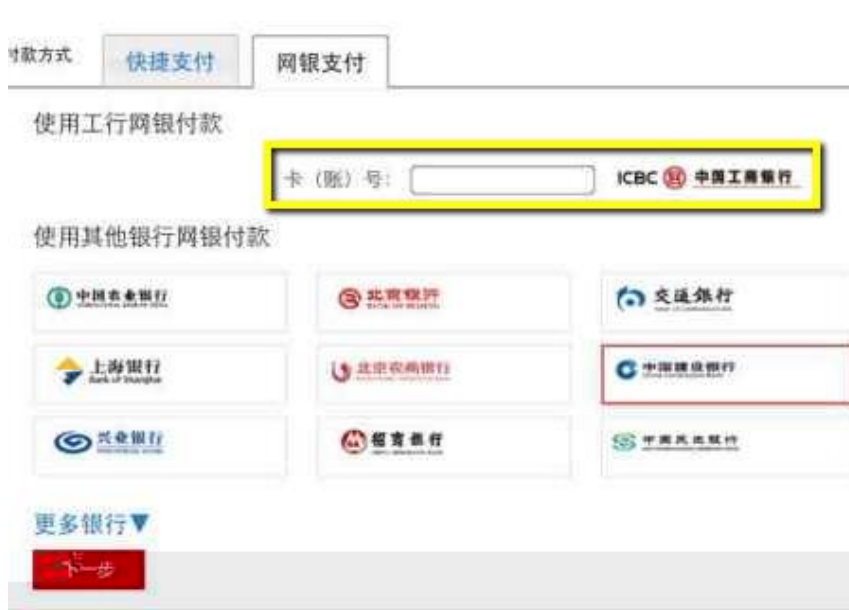 付款方式 快捷支付 网银支付
使用工行网银付款
卡（账）号： ICBC 中国工商银行
使用其他银行网银付款
中国农业银行 北京银行 交通銀行
上海银行 Bank of Shanghai 北京农商银行 中国建设银行
兴业银行 招商银行 中国民生银行
更多银行▼
下一步